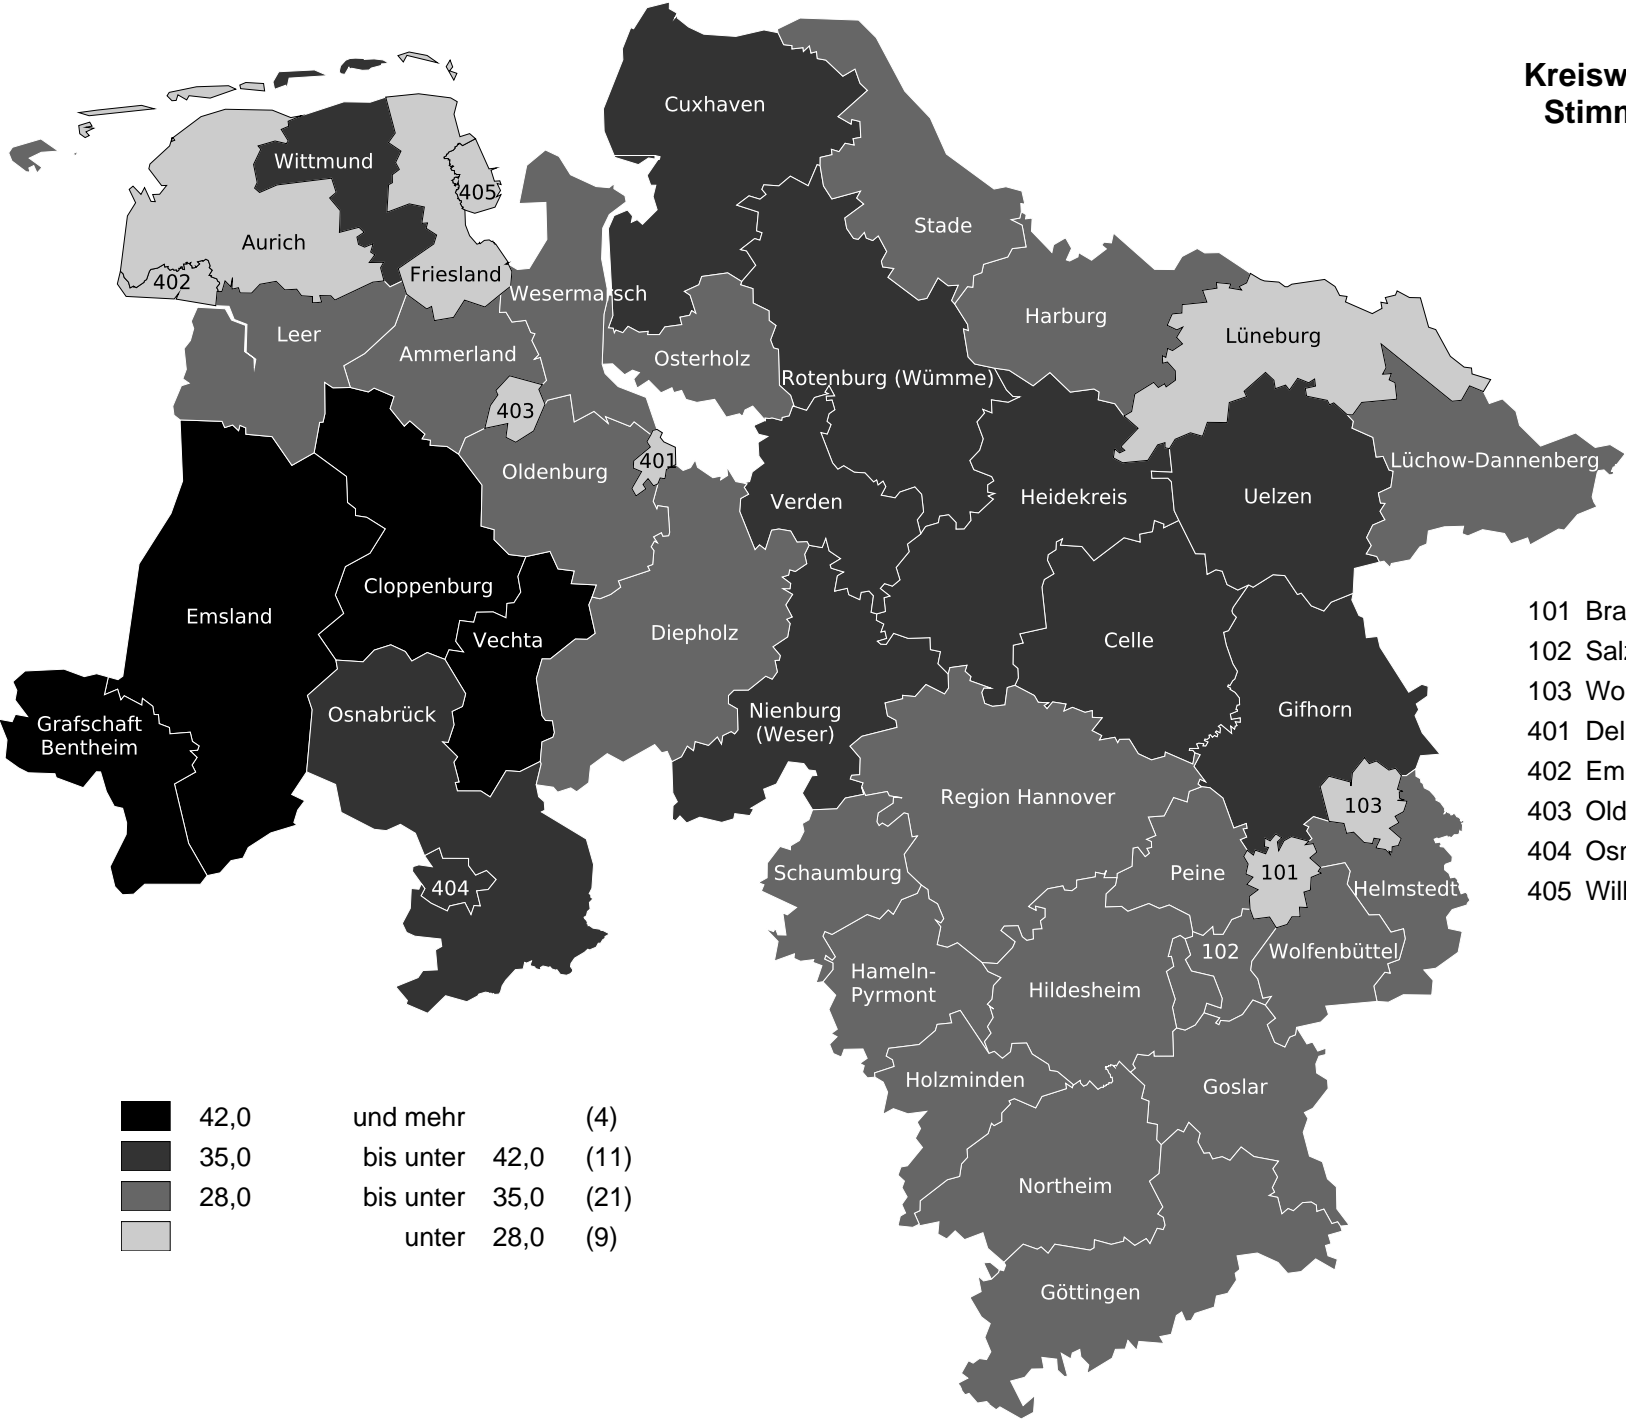 Kreisw
Stimm
Cuxhaven
Wittmund
405
Stade
Aurich
Friesland
402
Wesermarsch
Harburg
Leer
Lüneburg
Ammerland
Osterholz
Rotenburg (Wümme)
403
401
Oldenburg
Lüchow-Dannenberg
Verden
Heidekreis
Uelzen
Cloppenburg
Emsland
Vechta
Diepholz
Celle
Grafschaft
Bentheim
Osnabrück
Nienburg
(Weser)
Gifhorn
Region Hannover
103
Schaumburg
Peine
101
404
Helmstedt
102
Wolfenbüttel
Hameln-
Pyrmont
Hildesheim
Holzminden
Goslar
Northeim
Göttingen
101 Bra
102 Salz
103 Wo
401 Del
402 Em
403 Old
404 Osn
405 Will
42,0 und mehr (4)
35,0 bis unter 42,0 (11)
28,0 bis unter 35,0 (21)
unter 28,0 (9)